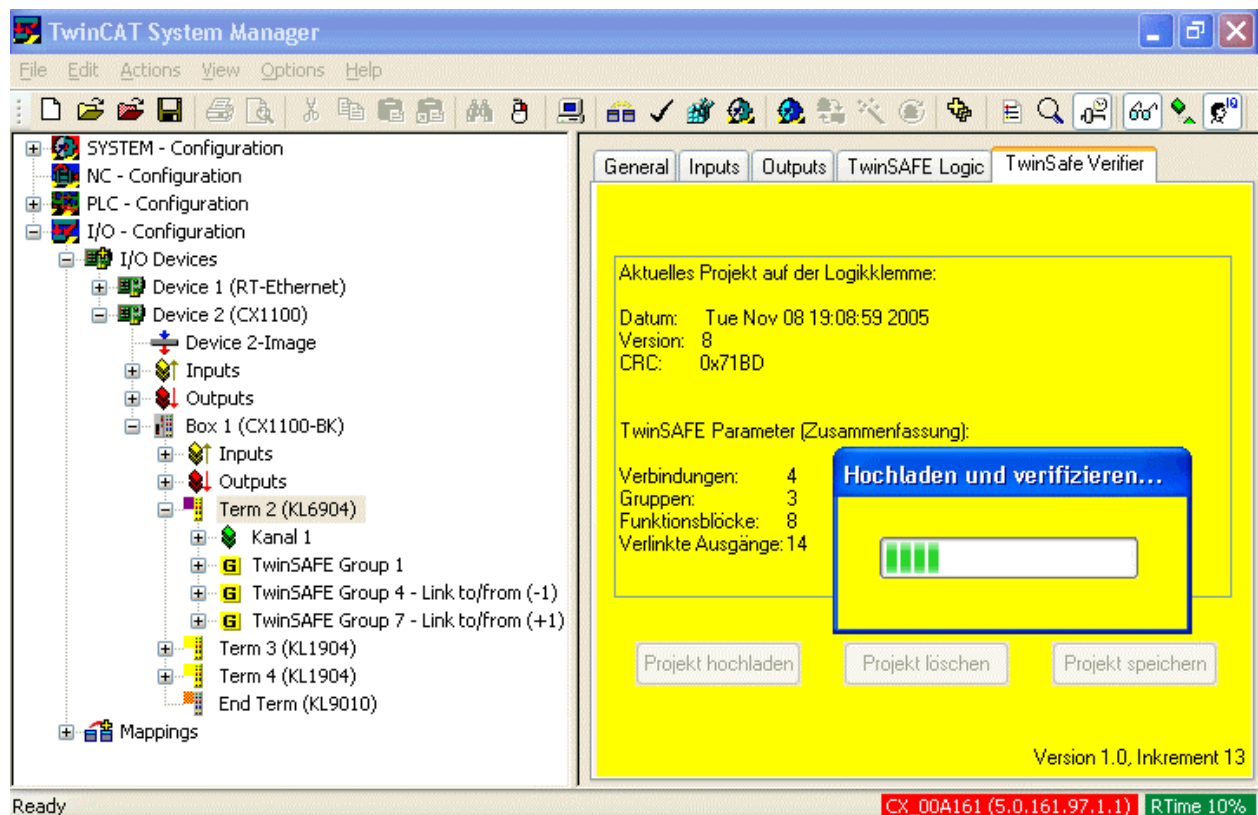 TwinCAT System Manager
File Edit Actions View Options Help
SYSTEM - Configuration
NC - Configuration
PLC - Configuration
I/O - Configuration
I/O Devices
Device 1 (RT-Ethernet)
Device 2 (CX1100)
Device 2-Image
Inputs
Outputs
Box 1 (CX1100-BK)
Inputs
Outputs
Term 2 (KL6904)
Kanal 1
G TwinSAFE Group 1
G TwinSAFE Group 4 - Link to/from (-1)
G TwinSAFE Group 7 - Link to/from (+1)
Term 3 (KL1904)
Term 4 (KL1904)
End Term (KL9010)
Mappings
General Inputs Outputs TwinSAFE Logic TwinSafe Verifier
Aktuelles Projekt auf der Logikklemme:
Datum: Tue Nov 08 19:08:59 2005
Version: 8
CRC: 0x71BD
TwinSAFE Parameter (Zusammenfassung):
Verbindungen: 4
Gruppen: 3
Funktionsblöcke: 8
Verlinkte Ausgänge: 14
Hochladen und verifizieren...
Projekt hochladen Projekt löschen Projekt speichern
Version 1.0, Inkrement 13
Ready CX_00A161 (5.0.161.97.1.1) RTime 10%